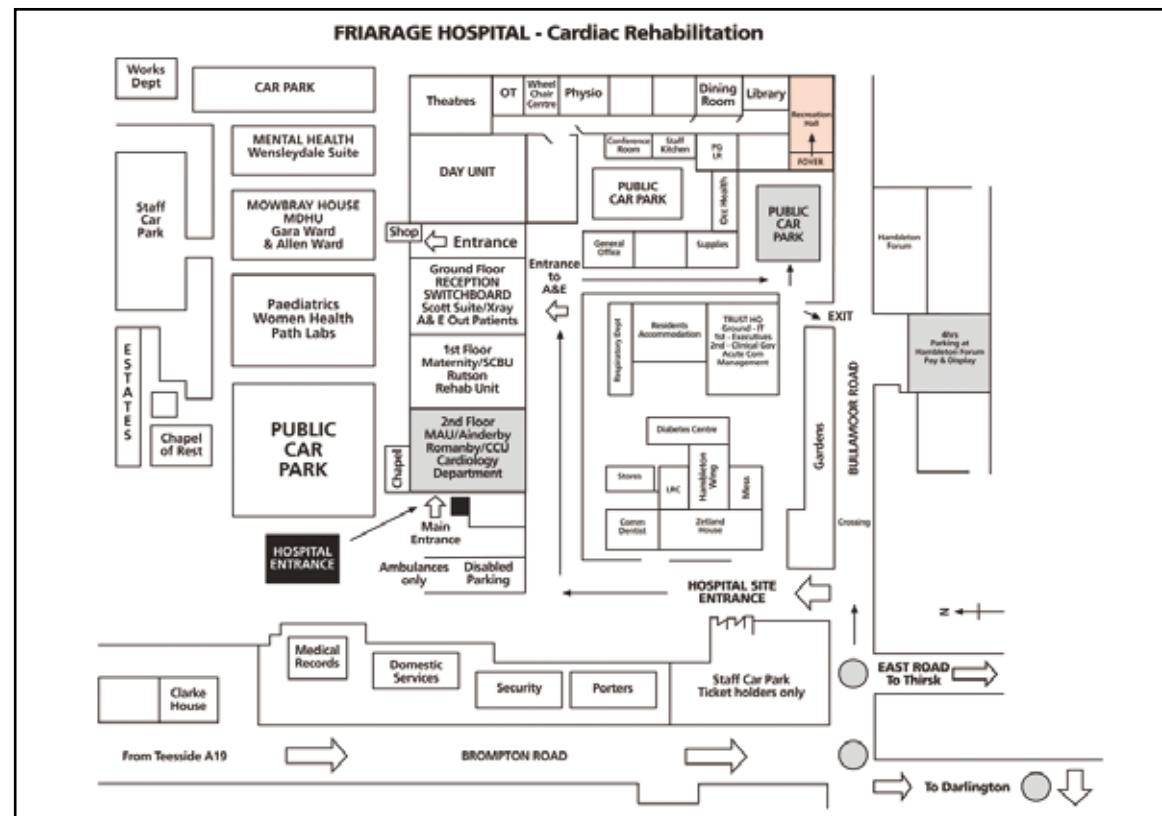 FRIARAGE HOSPITAL - Cardiac Rehabilitation
Works
Dept
CAR PARK
Theatres
OT
Wheel
Chair
Centre
Physio
Dining
Room
Library
Recreation
Hall
FOYER
MENTAL HEALTH
Wensleydale Suite
DAY UNIT
Conference
Room
Staff
Kitchen
PG
LR
Staff
Car
Park
MOWBRAY HOUSE
MDHU
Gara Ward
& Allen Ward
PUBLIC
CAR PARK
Occ Health
PUBLIC
CAR
PARK
Shop
Entrance
General
Office
Supplies
Hambleton
Forum
Ground Floor
RECEPTION
SWITCHBOARD
Scott Suite/Xray
A& E Out Patients
Entrance
to
A&E
Paediatrics
Women Health
Path Labs
EXIT
Respiratory Dept
Residents
Accommodation
TRUST HQ
Ground - IT
1st - Executives
2nd - Clinical Gov
Acute Com
Management
4hrs
Parking at
Hambleton Forum
Pay & Display
ESTATES
1st Floor
Maternity/SCBU
Rutson
Rehab Unit
BULLAMOOR ROAD
Gardens
PUBLIC
CAR
PARK
Chapel
of Rest
2nd Floor
MAU/Ainderby
Romanby/CCU
Cardiology
Department
Chapel
Diabetes Centre
Stores
LRC
Hambleton
Wing
Mess
Comm
Dentist
Zetland
House
Crossing
Main
Entrance
HOSPITAL
ENTRANCE
Ambulances
only
Disabled
Parking
HOSPITAL SITE
ENTRANCE
N
Medical
Records
Domestic
Services
Security
Porters
Staff Car Park
Ticket holders only
EAST ROAD
To Thirsk
Clarke
House
From Teesside A19
BROMPTON ROAD
To Darlington